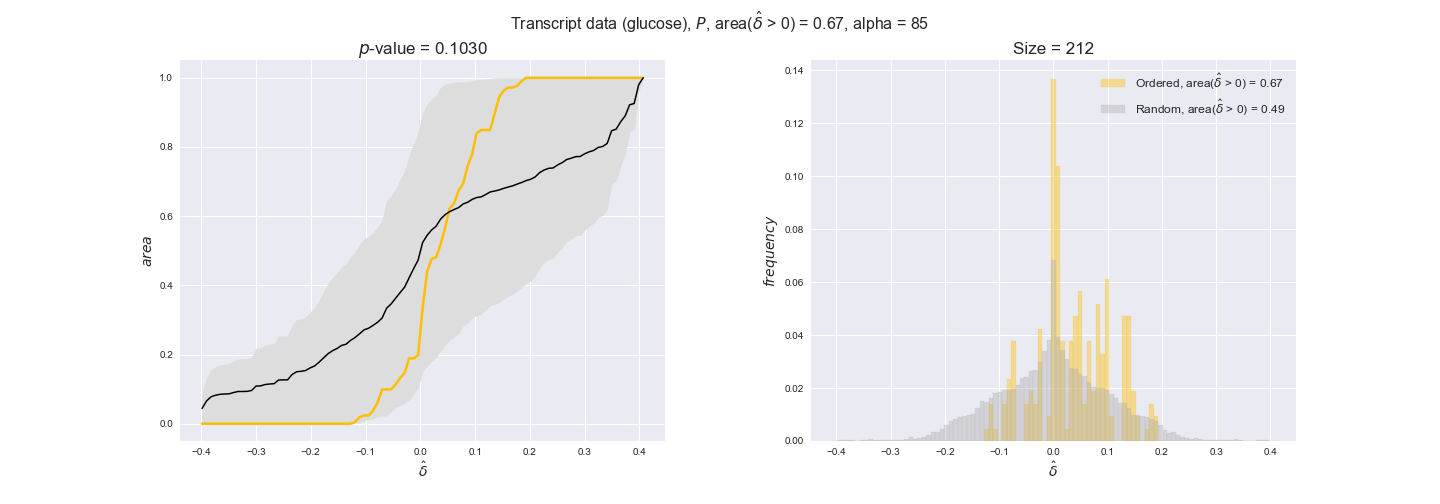 Transcript data (glucose), P, area(δ̂ > 0) = 0.67, alpha = 85
p-value = 0.1030
area
1.0
0.8
0.6
0.4
0.2
0.0
−0.4 −0.3 −0.2 −0.1 0.0 0.1 0.2 0.3 0.4
δ̂
Size = 212
frequency
0.14
0.12
0.10
0.08
0.06
0.04
0.02
0.00
Ordered, area(δ̂ > 0) = 0.67
Random, area(δ̂ > 0) = 0.49
−0.4 −0.3 −0.2 −0.1 0.0 0.1 0.2 0.3 0.4
δ̂